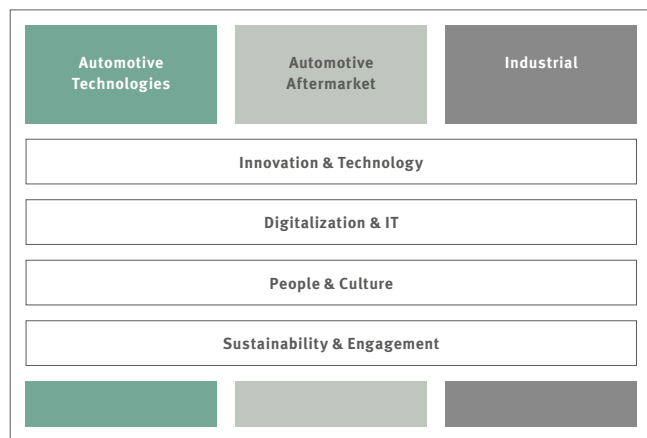 Automotive
Technologies
Automotive
Aftermarket
Industrial
Innovation & Technology
Digitalization & IT
People & Culture
Sustainability & Engagement